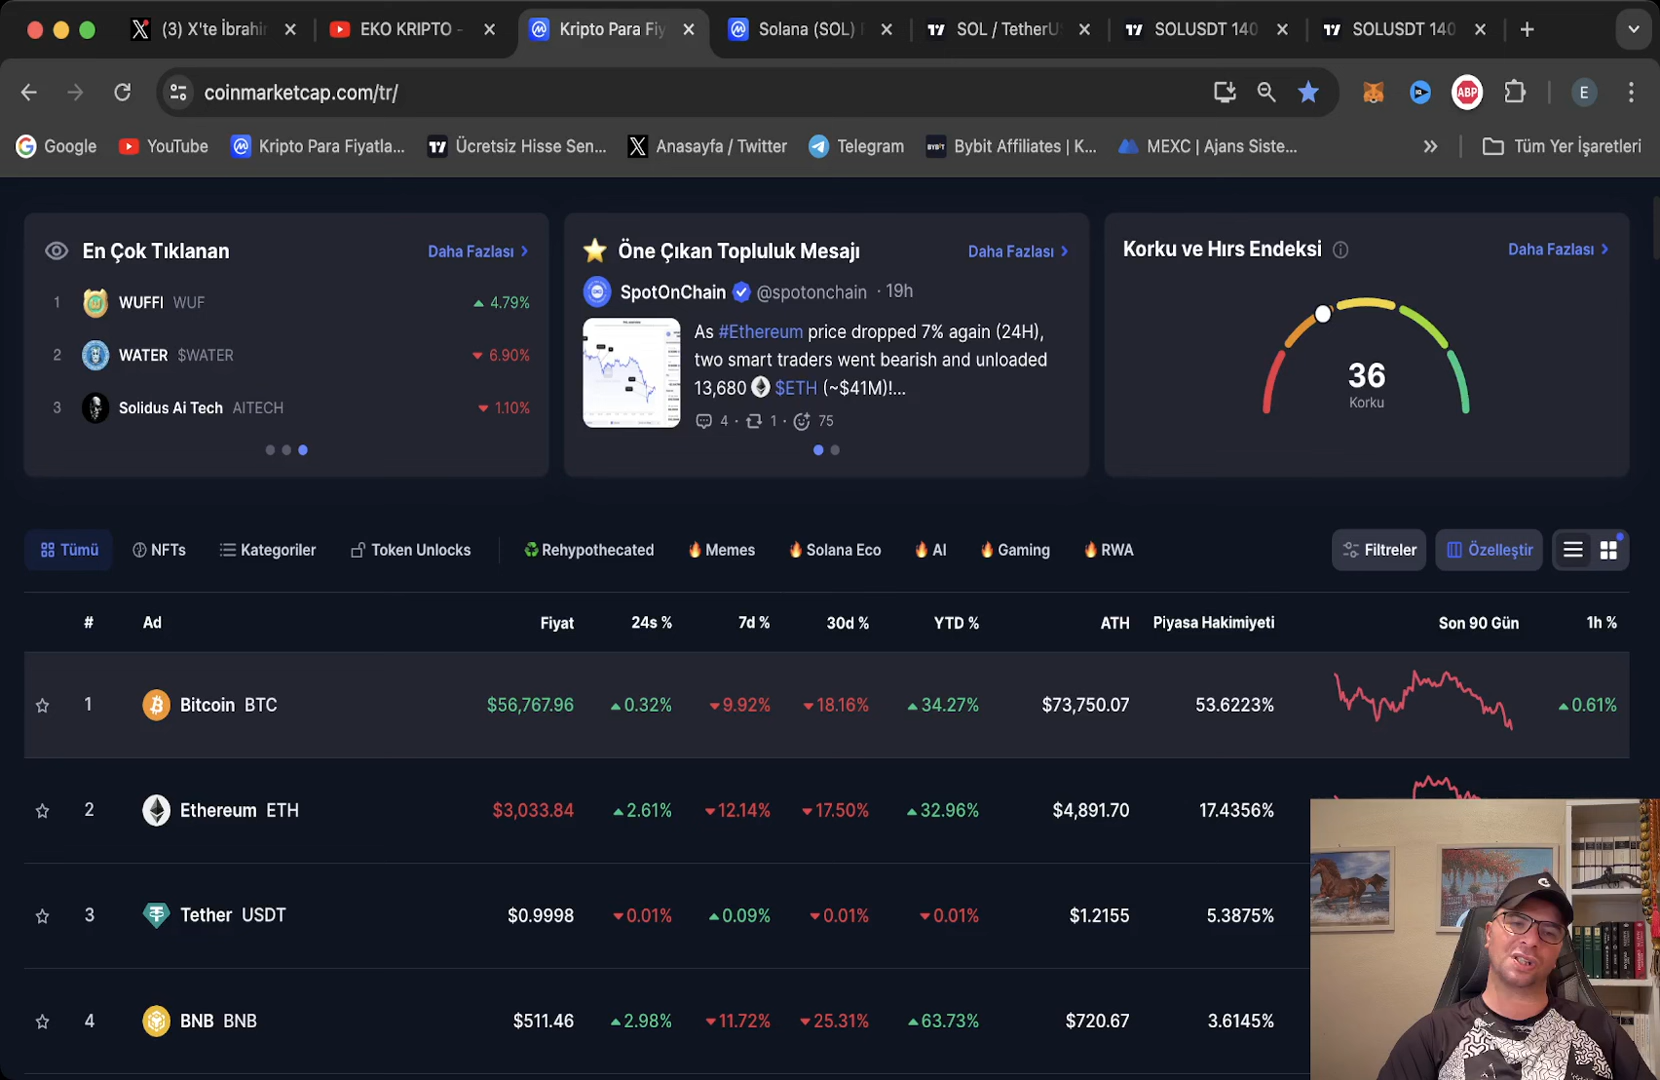 (3) X'te İbrahir
EKO KRIPTO -
Kripto Para Fiy
Solana (SOL)
SOL / TetherU
SOLUSDT 140
SOLUSDT 140
coinmarketcap.com/tr/
ABP
E
Google
YouTube
Kripto Para Fiyatla...
Ücretsiz Hisse Sen...
Anasayfa / Twitter
Telegram
Bybit Affiliates | K...
MEXC | Ajans Siste...
Tüm Yer İşaretleri
En Çok Tıklanan
Daha Fazlası
1 WUFFI WUF 4.79%
2 WATER $WATER 6.90%
3 Solidus Ai Tech AITECH 1.10%
Öne Çıkan Topluluk Mesajı
Daha Fazlası
SpotOnChain @spotonchain · 19h
As #Ethereum price dropped 7% again (24H),
two smart traders went bearish and unloaded
13,680 $ETH (~$41M)!...
4 · 1 · 75
Korku ve Hırs Endeksi
Daha Fazlası
36
Korku
Tümü NFTs Kategoriler Token Unlocks Rehypothecated Memes Solana Eco AI Gaming RWA Filtreler Özelleştir
# Ad Fiyat 24s % 7d % 30d % YTD % ATH Piyasa Hakimiyeti Son 90 Gün 1h %
1 Bitcoin BTC $56,767.96 0.32% 9.92% 18.16% 34.27% $73,750.07 53.6223% 0.61%
2 Ethereum ETH $3,033.84 2.61% 12.14% 17.50% 32.96% $4,891.70 17.4356%
3 Tether USDT $0.9998 0.01% 0.09% 0.01% 0.01% $1.2155 5.3875%
4 BNB BNB $511.46 2.98% 11.72% 25.31% 63.73% $720.67 3.6145%